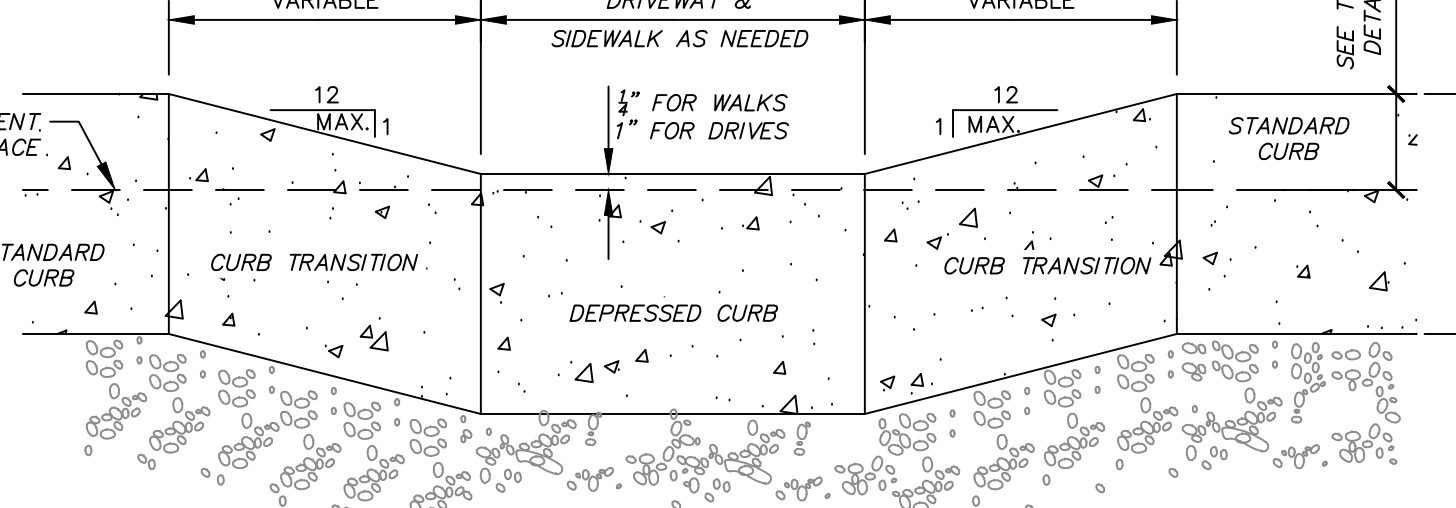 VARIABLE
DRIVEWAY &
VARIABLE
SIDEWALK AS NEEDED
SEE
12
MAX.
1
1/4" FOR WALKS
1" FOR DRIVES
12
1
MAX.
STANDARD
CURB
CURB TRANSITION
CURB
DEPRESSED CURB
CURB TRANSITION